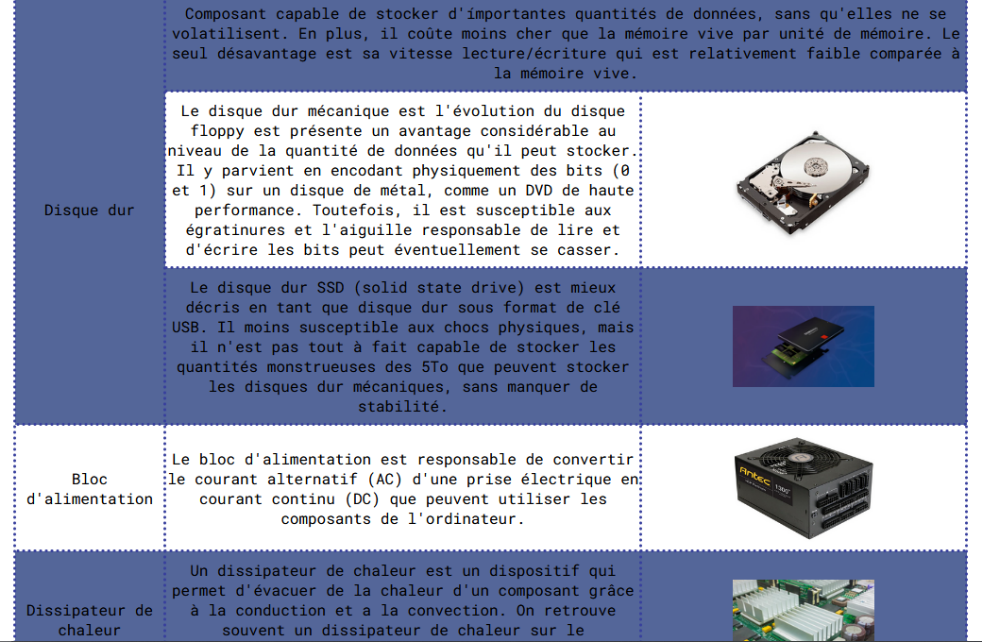 Composant capable de stocker d'ímportantes quantités de données, sans qu'elles ne se
volatilisent. En plus, il coûte moins cher que la mémoire vive par unité de mémoire. Le
seul désavantage est sa vitesse lecture/écriture qui est relativement faible comparée à
la mémoire vive.
Disque dur
Le disque dur mécanique est l'évolution du disque
floppy est présente un avantage considérable au
niveau de la quantité de données qu'il peut stocker.
Il y parvient en encodant physiquement des bits (0
et 1) sur un disque de métal, comme un DVD de haute
performance. Toutefois, il est susceptible aux
égratinures et l'aiguille responsable de lire et
d'écrire les bits peut éventuellement se casser.
Le disque dur SSD (solid state drive) est mieux
décris en tant que disque dur sous format de clé
USB. Il moins susceptible aux chocs physiques, mais
il n'est pas tout à fait capable de stocker les
quantités monstrueuses des 5To que peuvent stocker
les disques dur mécaniques, sans manquer de
stabilité.
Bloc
d'alimentation
Le bloc d'alimentation est responsable de convertir
le courant alternatif (AC) d'une prise électrique en
courant continu (DC) que peuvent utiliser les
composants de l'ordinateur.
Antec
Dissipateur de
chaleur
Un dissipateur de chaleur est un dispositif qui
permet d'évacuer de la chaleur d'un composant grâce
à la conduction et a la convection. On retrouve
souvent un dissipateur de chaleur sur le